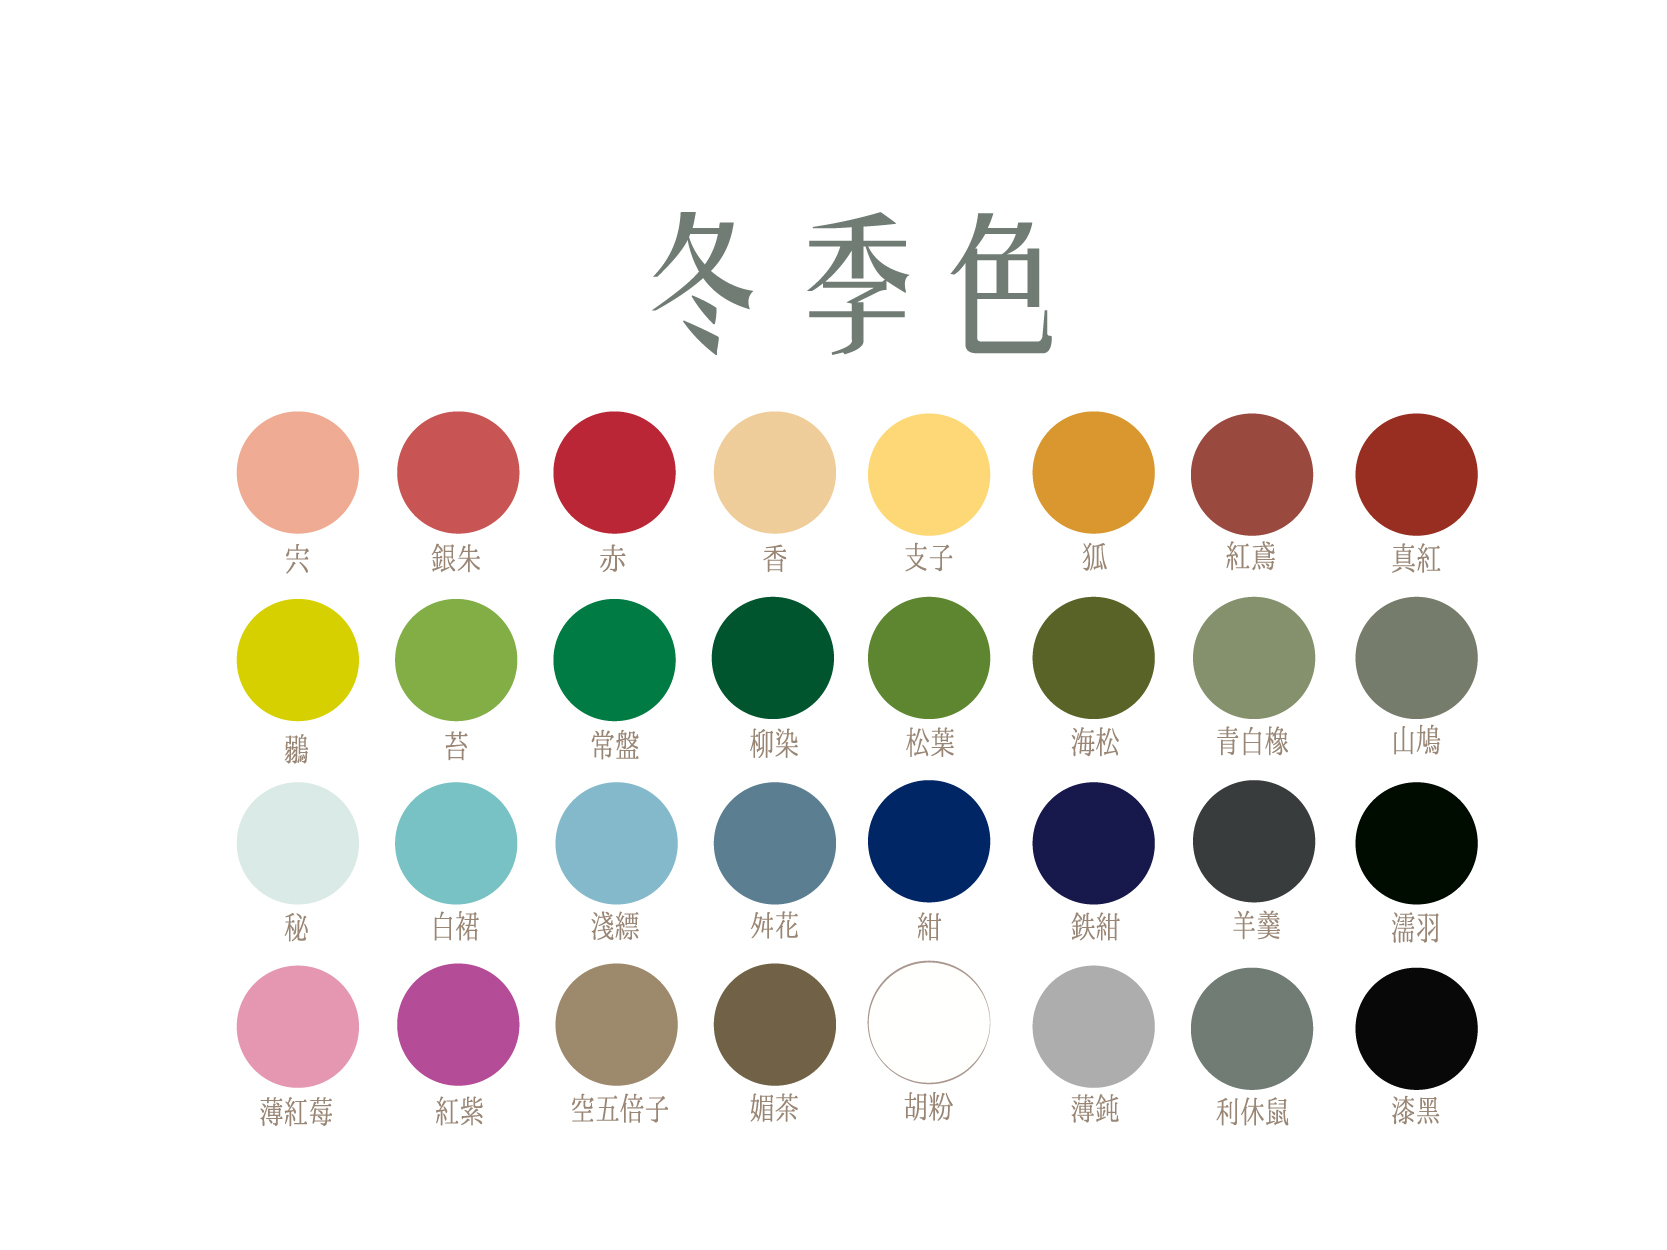 冬季色
宍 銀朱 赤 香 支子 狐 紅鳶 真紅
鶸 苔 常盤 柳染 松葉 海松 青白橡 山鳩
秘 白裙 淺縹 舛花 紺 鉄紺 羊羹 濡羽
薄紅莓 紅紫 空五倍子 媚茶 胡粉 薄鈍 利休鼠 漆黑